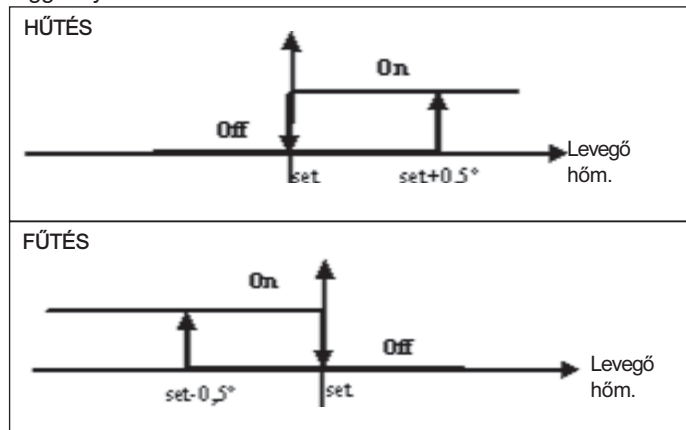 HŰTÉS
On
Off
Levegő
hőm.
set
set+0.5°
FŰTÉS
On
Off
Levegő
hőm.
set-0,5°
set